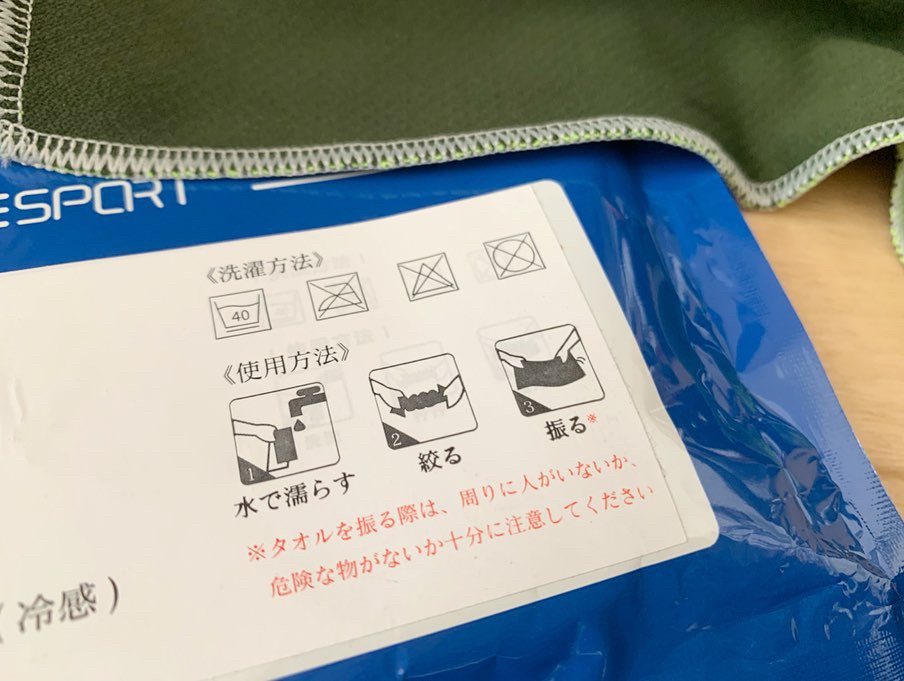 ESPORT
《洗濯方法》
40
《使用方法》
1
2
3
水で濡らす
絞る
振る※
※タオルを振る際は、周りに人がいないか、
危険な物がないか十分に注意してください
(冷感)